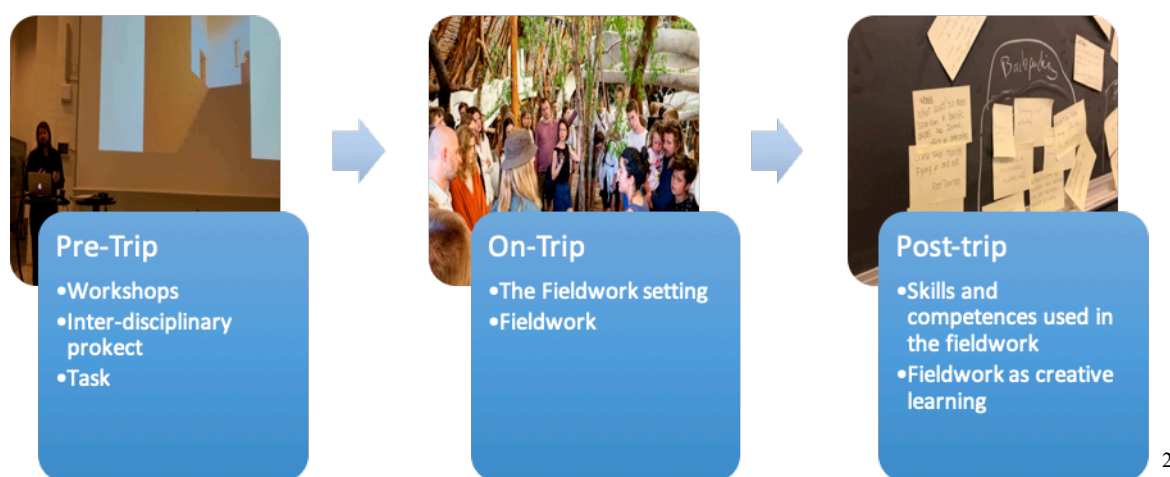 Backpacking
Pre-Trip
•Workshops
•Inter-disciplinary
prokect
•Task
On-Trip
•The Fieldwork setting
•Fieldwork
Post-trip
•Skills and
competences used in
the fieldwork
•Fieldwork as creative
learning
2